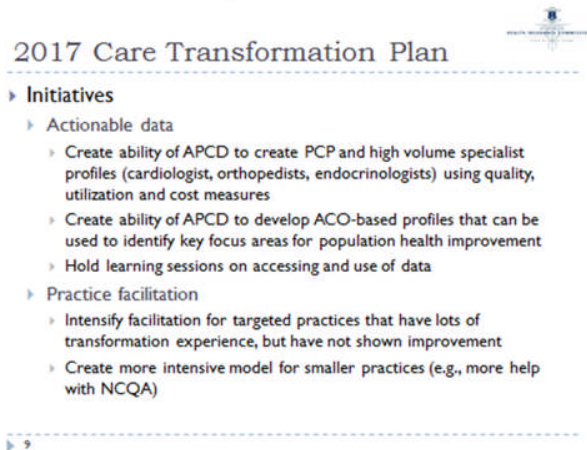 2017 Care Transformation Plan
Initiatives
Actionable data
Create ability of APCD to create PCP and high volume specialist
profiles (cardiologist, orthopedists, endocrinologists) using quality,
utilization and cost measures
Create ability of APCD to develop ACO-based profiles that can be
used to identify key focus areas for population health improvement
Hold learning sessions on accessing and use of data
Practice facilitation
Intensify facilitation for targeted practices that have lots of
transformation experience, but have not shown improvement
Create more intensive model for smaller practices (e.g., more help
with NCQA)
9